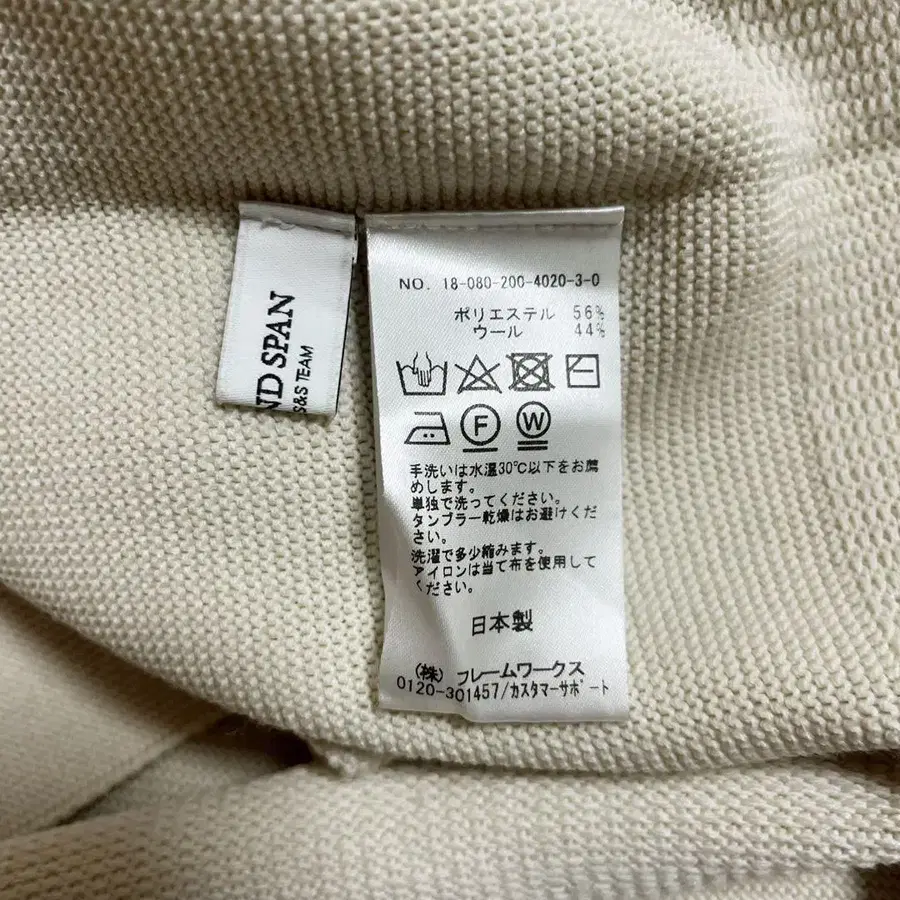 ND SPAN
S&S TEAM
NO. 18-080-200-4020-3-0
ポリエステル 56%
ウール 44%
F
W
手洗いは水温30℃以下をお薦
めします。
単独で洗ってください。
タンブラー乾燥はお避けくだ
さい。
洗濯で多少縮みます。
アイロンは当て布を使用して
ください。
日本製
(株) フレームワークス
0120-301457/カスタマーサポート